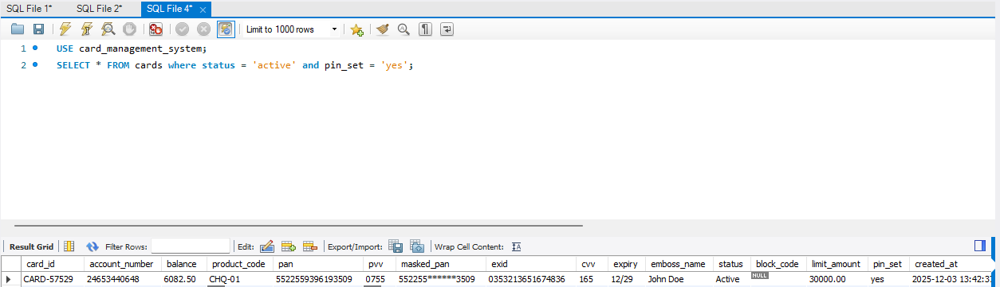 SQL File 1* SQL File 2* SQL File 4* ×
Limit to 1000 rows
1 USE card_management_system;
2 SELECT * FROM cards where status = 'active' and pin_set = 'yes';
Result Grid Filter Rows: Edit: Export/Import: Wrap Cell Content:
card_id account_number balance product_code pan pvv masked_pan exid cvv expiry emboss_name status block_code limit_amount pin_set created_at
CARD-57529 24653440648 6082.50 CHQ-01 5522559396193509 0755 552255******3509 0353213651674836 165 12/29 John Doe Active NULL 30000.00 yes 2025-12-03 13:42:3